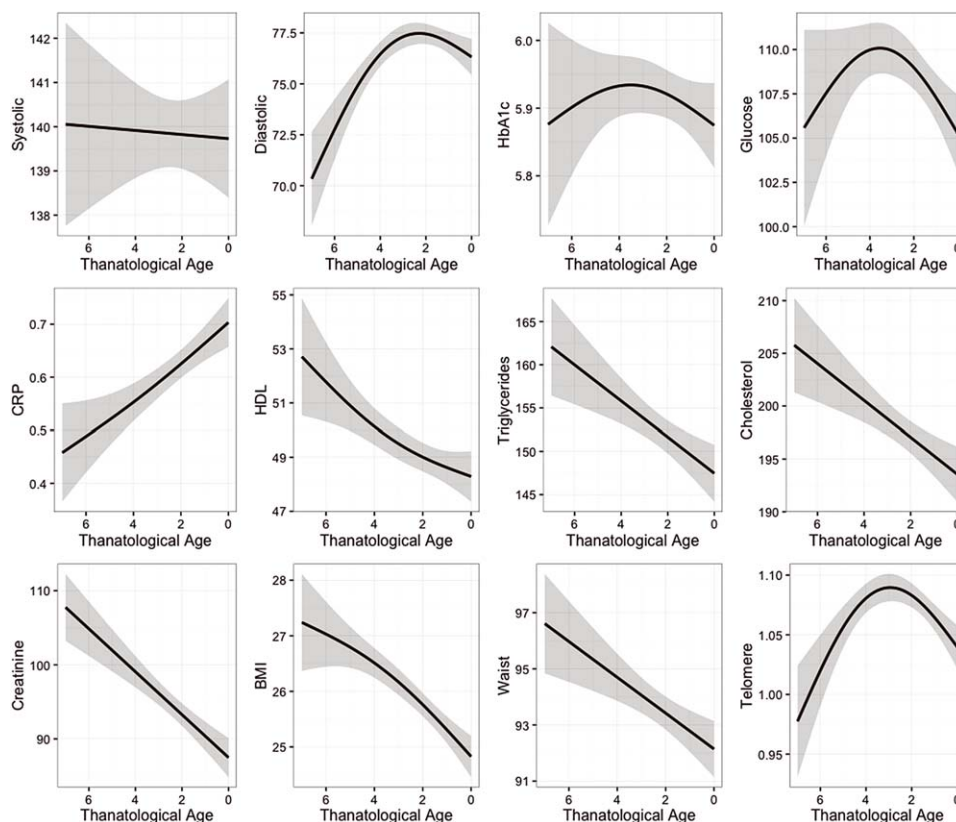 Systolic
142
141
140
139
138
6 4 2 0
Thanatological Age
Diastolic
77.5
75.0
72.5
70.0
6 4 2 0
Thanatological Age
HbA1c
6.0
5.9
5.8
6 4 2 0
Thanatological Age
Glucose
110.0
107.5
105.0
102.5
100.0
6 4 2 0
Thanatological Age
CRP
0.7
0.6
0.5
0.4
6 4 2 0
Thanatological Age
HDL
55
53
51
49
47
6 4 2 0
Thanatological Age
Triglycerides
165
160
155
150
145
6 4 2 0
Thanatological Age
Cholesterol
210
205
200
195
190
6 4 2 0
Thanatological Age
Creatinine
110
100
90
6 4 2 0
Thanatological Age
BMI
28
27
26
25
6 4 2 0
Thanatological Age
Waist
97
95
93
91
6 4 2 0
Thanatological Age
Telomere
1.10
1.05
1.00
0.95
6 4 2 0
Thanatological Age